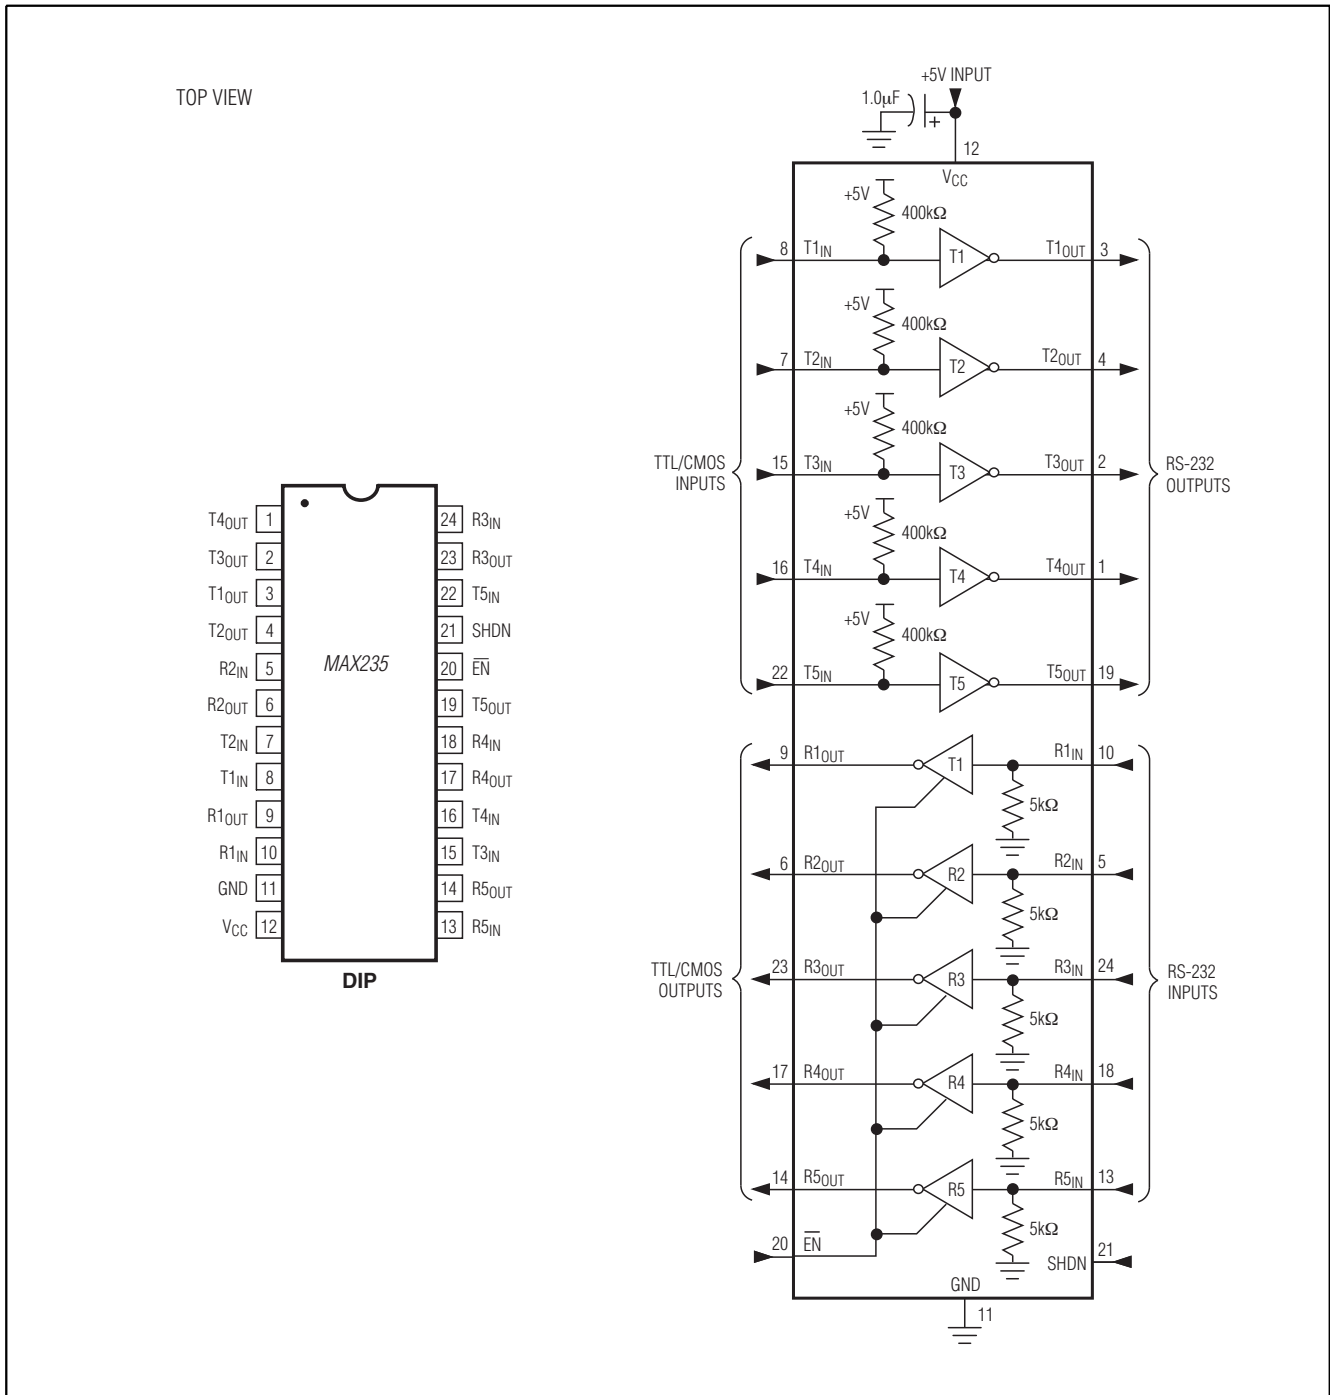 TOP VIEW
T4OUT 1
T3OUT 2
T1OUT 3
T2OUT 4
R2IN 5
R2OUT 6
T2IN 7
T1IN 8
R1OUT 9
R1IN 10
GND 11
VCC 12
MAX235
24 R3IN
23 R3OUT
22 T5IN
21 SHDN
20 E̅N̅
19 T5OUT
18 R4IN
17 R4OUT
16 T4IN
15 T3IN
14 R5OUT
13 R5IN
DIP
+5V INPUT
1.0µF
+
12
VCC
+5V
400kΩ
8 T1IN T1 T1OUT 3
+5V
400kΩ
7 T2IN T2 T2OUT 4
+5V
400kΩ
15 T3IN T3 T3OUT 2
+5V
400kΩ
16 T4IN T4 T4OUT 1
+5V
400kΩ
22 T5IN T5 T5OUT 19
TTL/CMOS
INPUTS
RS-232
OUTPUTS
9 R1OUT T1 R1IN 10
5kΩ
6 R2OUT R2 R2IN 5
5kΩ
23 R3OUT R3 R3IN 24
5kΩ
17 R4OUT R4 R4IN 18
5kΩ
14 R5OUT R5 R5IN 13
5kΩ
TTL/CMOS
OUTPUTS
RS-232
INPUTS
20 E̅N̅
SHDN 21
GND
11